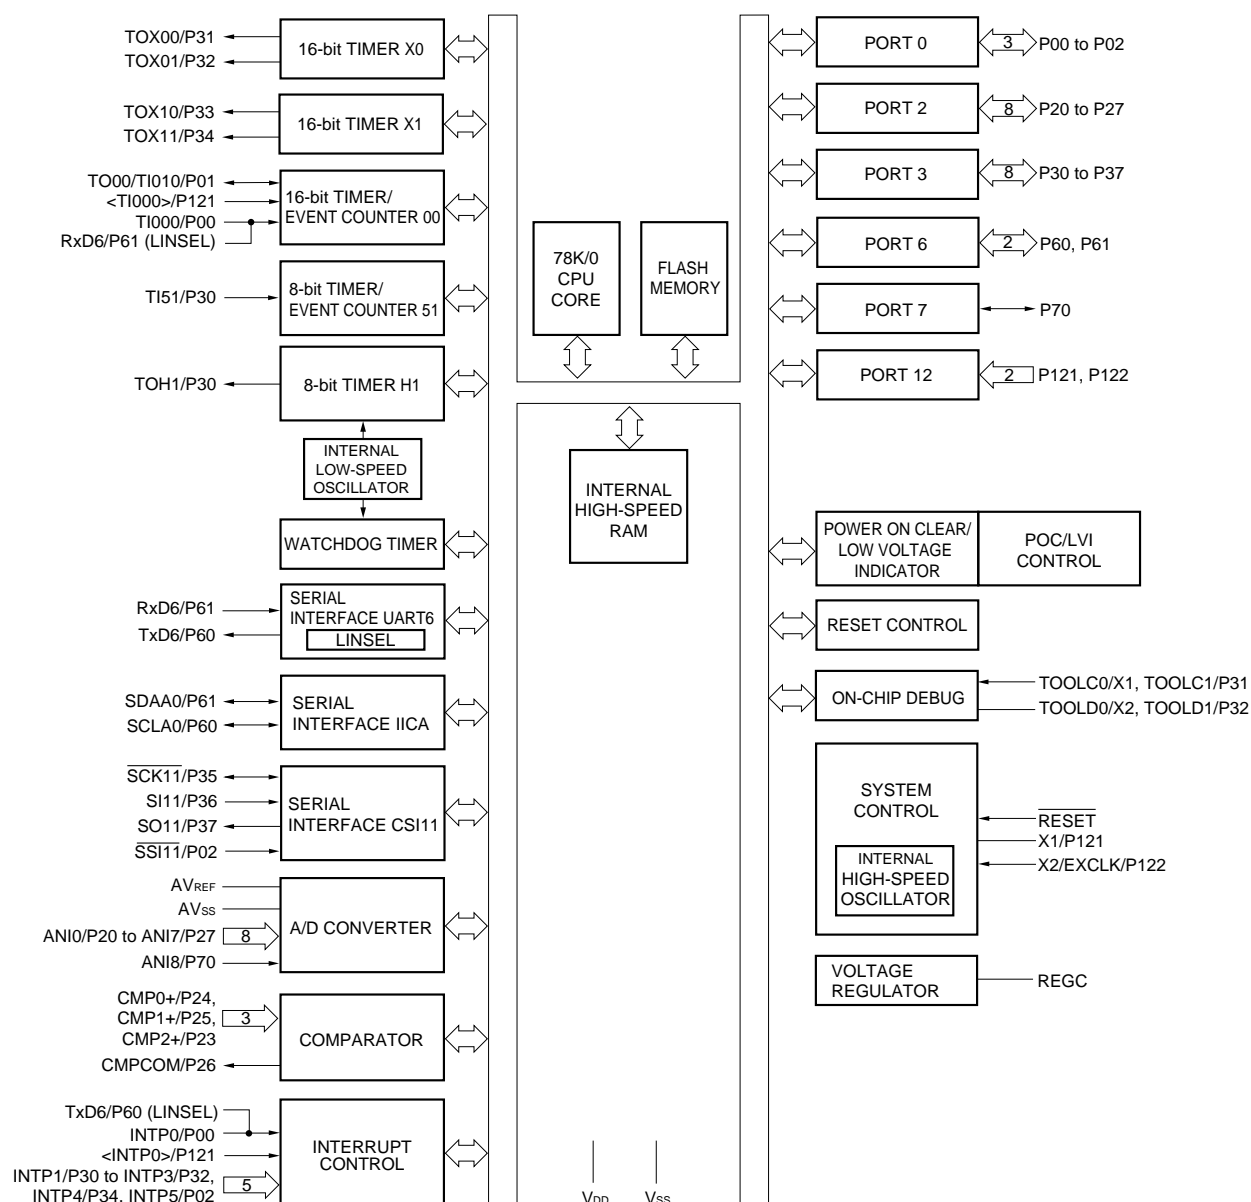 TOX00/P31
TOX01/P32
16-bit TIMER X0
TOX10/P33
TOX11/P34
16-bit TIMER X1
TO00/TI010/P01
<TI000>/P121
TI000/P00
RxD6/P61 (LINSEL)
16-bit TIMER/
EVENT COUNTER 00
TI51/P30
8-bit TIMER/
EVENT COUNTER 51
TOH1/P30
8-bit TIMER H1
INTERNAL
LOW-SPEED
OSCILLATOR
WATCHDOG TIMER
RxD6/P61
TxD6/P60
SERIAL
INTERFACE UART6
LINSEL
SDAA0/P61
SCLA0/P60
SERIAL
INTERFACE IICA
SCK11/P35
SI11/P36
SO11/P37
SSI11/P02
SERIAL
INTERFACE CSI11
AVREF
AVSS
ANI0/P20 to ANI7/P27
8
ANI8/P70
A/D CONVERTER
CMP0+/P24,
CMP1+/P25,
CMP2+/P23
3
CMPCOM/P26
COMPARATOR
TxD6/P60 (LINSEL)
INTP0/P00
<INTP0>/P121
INTP1/P30 to INTP3/P32,
INTP4/P34, INTP5/P02
5
INTERRUPT
CONTROL
78K/0
CPU
CORE
FLASH
MEMORY
INTERNAL
HIGH-SPEED
RAM
VDD
VSS
PORT 0
3
P00 to P02
PORT 2
8
P20 to P27
PORT 3
8
P30 to P37
PORT 6
2
P60, P61
PORT 7
P70
PORT 12
2
P121, P122
POWER ON CLEAR/
LOW VOLTAGE
INDICATOR
POC/LVI
CONTROL
RESET CONTROL
ON-CHIP DEBUG
TOOLC0/X1, TOOLC1/P31
TOOLD0/X2, TOOLD1/P32
SYSTEM
CONTROL
INTERNAL
HIGH-SPEED
OSCILLATOR
RESET
X1/P121
X2/EXCLK/P122
VOLTAGE
REGULATOR
REGC